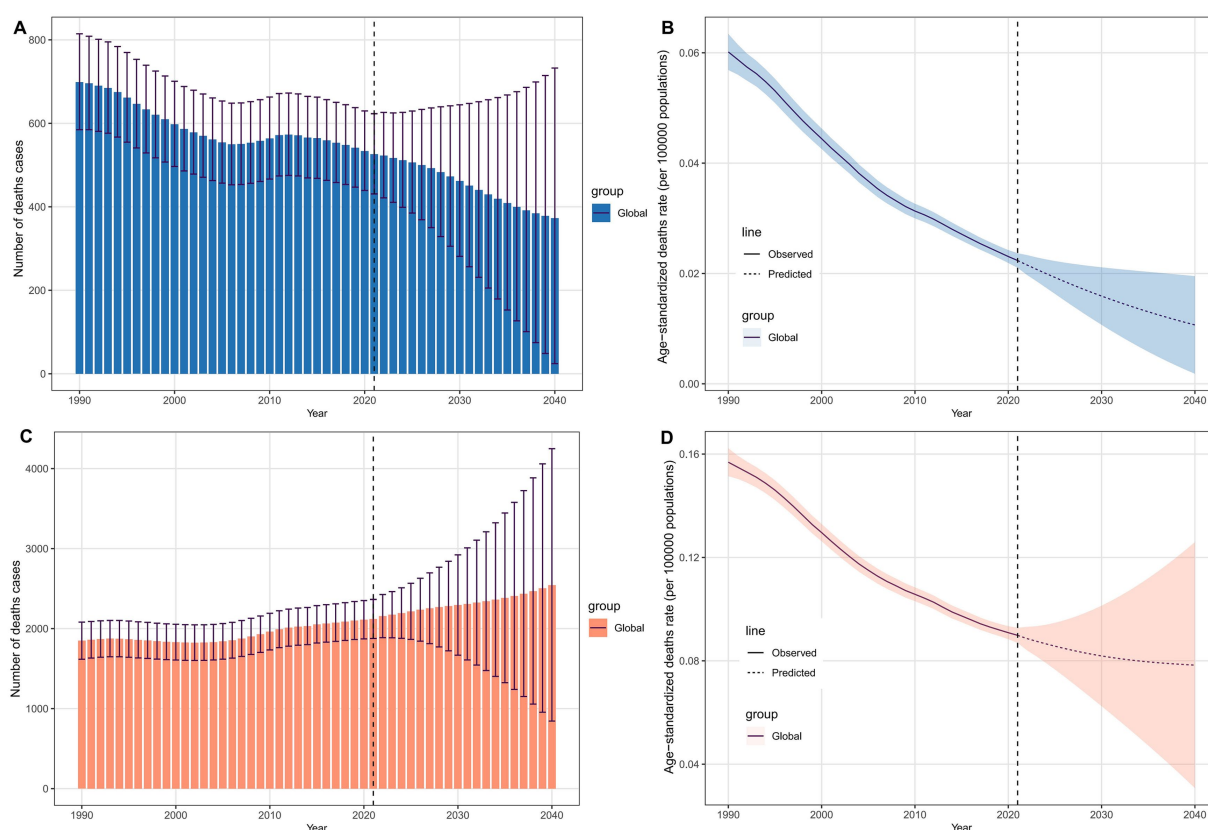 A
Number of deaths cases
800
600
400
200
0
1990
2000
2010
2020
2030
2040
Year
group
Global
B
Age−standardized deaths rate (per 100000 populations)
0.06
0.04
0.02
0.00
1990
2000
2010
2020
2030
2040
Year
line
Observed
Predicted
group
Global
C
Number of deaths cases
4000
3000
2000
1000
0
1990
2000
2010
2020
2030
2040
Year
group
Global
D
Age−standardized deaths rate (per 100000 populations)
0.16
0.12
0.08
0.04
1990
2000
2010
2020
2030
2040
Year
line
Observed
Predicted
group
Global